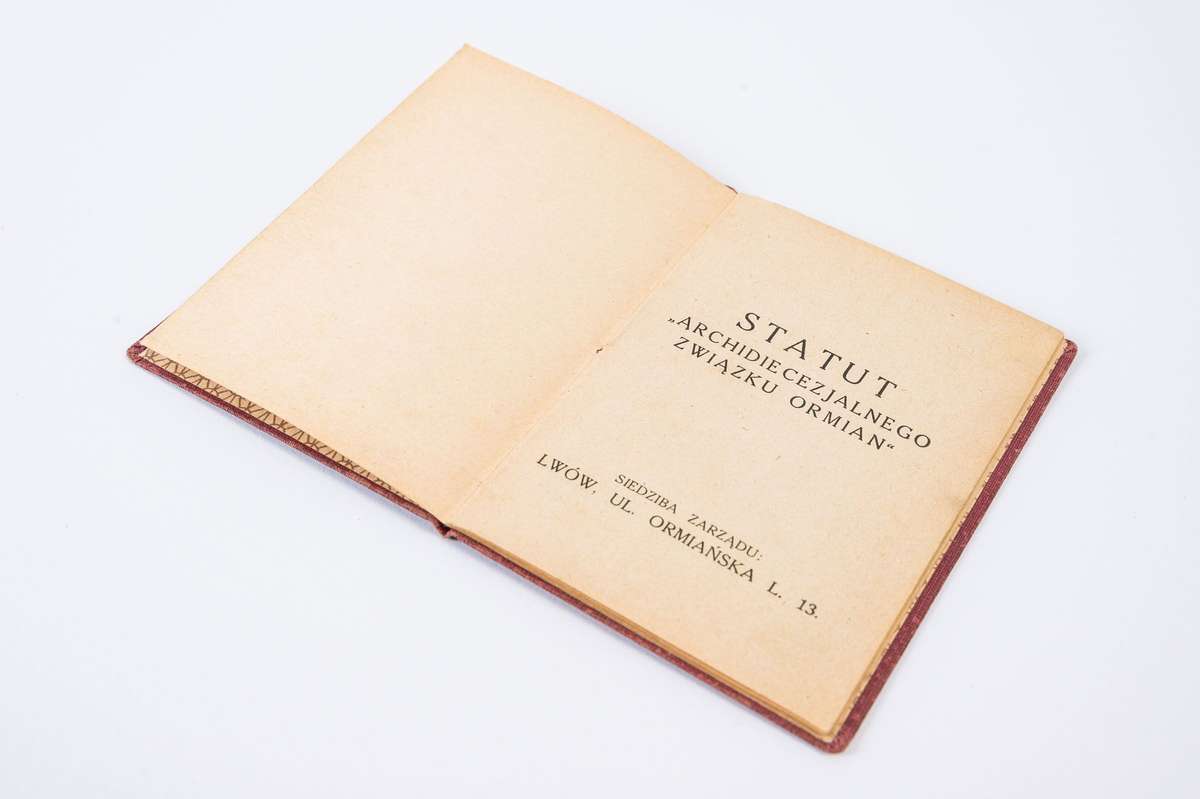 STATUT
„ARCHIDIECEZJALNEGO
ZWIĄZKU ORMIAN“
SIEDZIBA ZARZĄDU:
LWÓW, UL. ORMIAŃSKA L. 13.